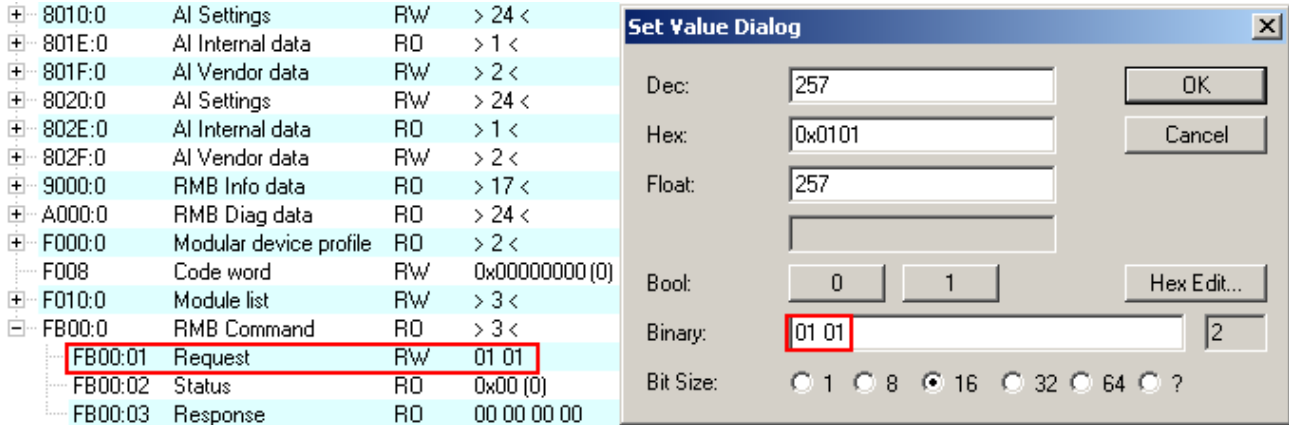 8010:0 AI Settings RW > 24 <
801E:0 AI Internal data RO > 1 <
801F:0 AI Vendor data RW > 2 <
8020:0 AI Settings RW > 24 <
802E:0 AI Internal data RO > 1 <
802F:0 AI Vendor data RW > 2 <
9000:0 RMB Info data RO > 17 <
A000:0 RMB Diag data RO > 24 <
F000:0 Modular device profile RO > 2 <
F008 Code word RW 0x00000000 (0)
F010:0 Module list RW > 3 <
FB00:0 RMB Command RO > 3 <
FB00:01 Request RW 01 01
FB00:02 Status RO 0x00 (0)
FB00:03 Response RO 00 00 00 00
Set Value Dialog
Dec: 257 OK
Hex: 0x0101 Cancel
Float: 257
Bool: 0 1 Hex Edit...
Binary: 01 01 2
Bit Size: 1 8 16 32 64 ?